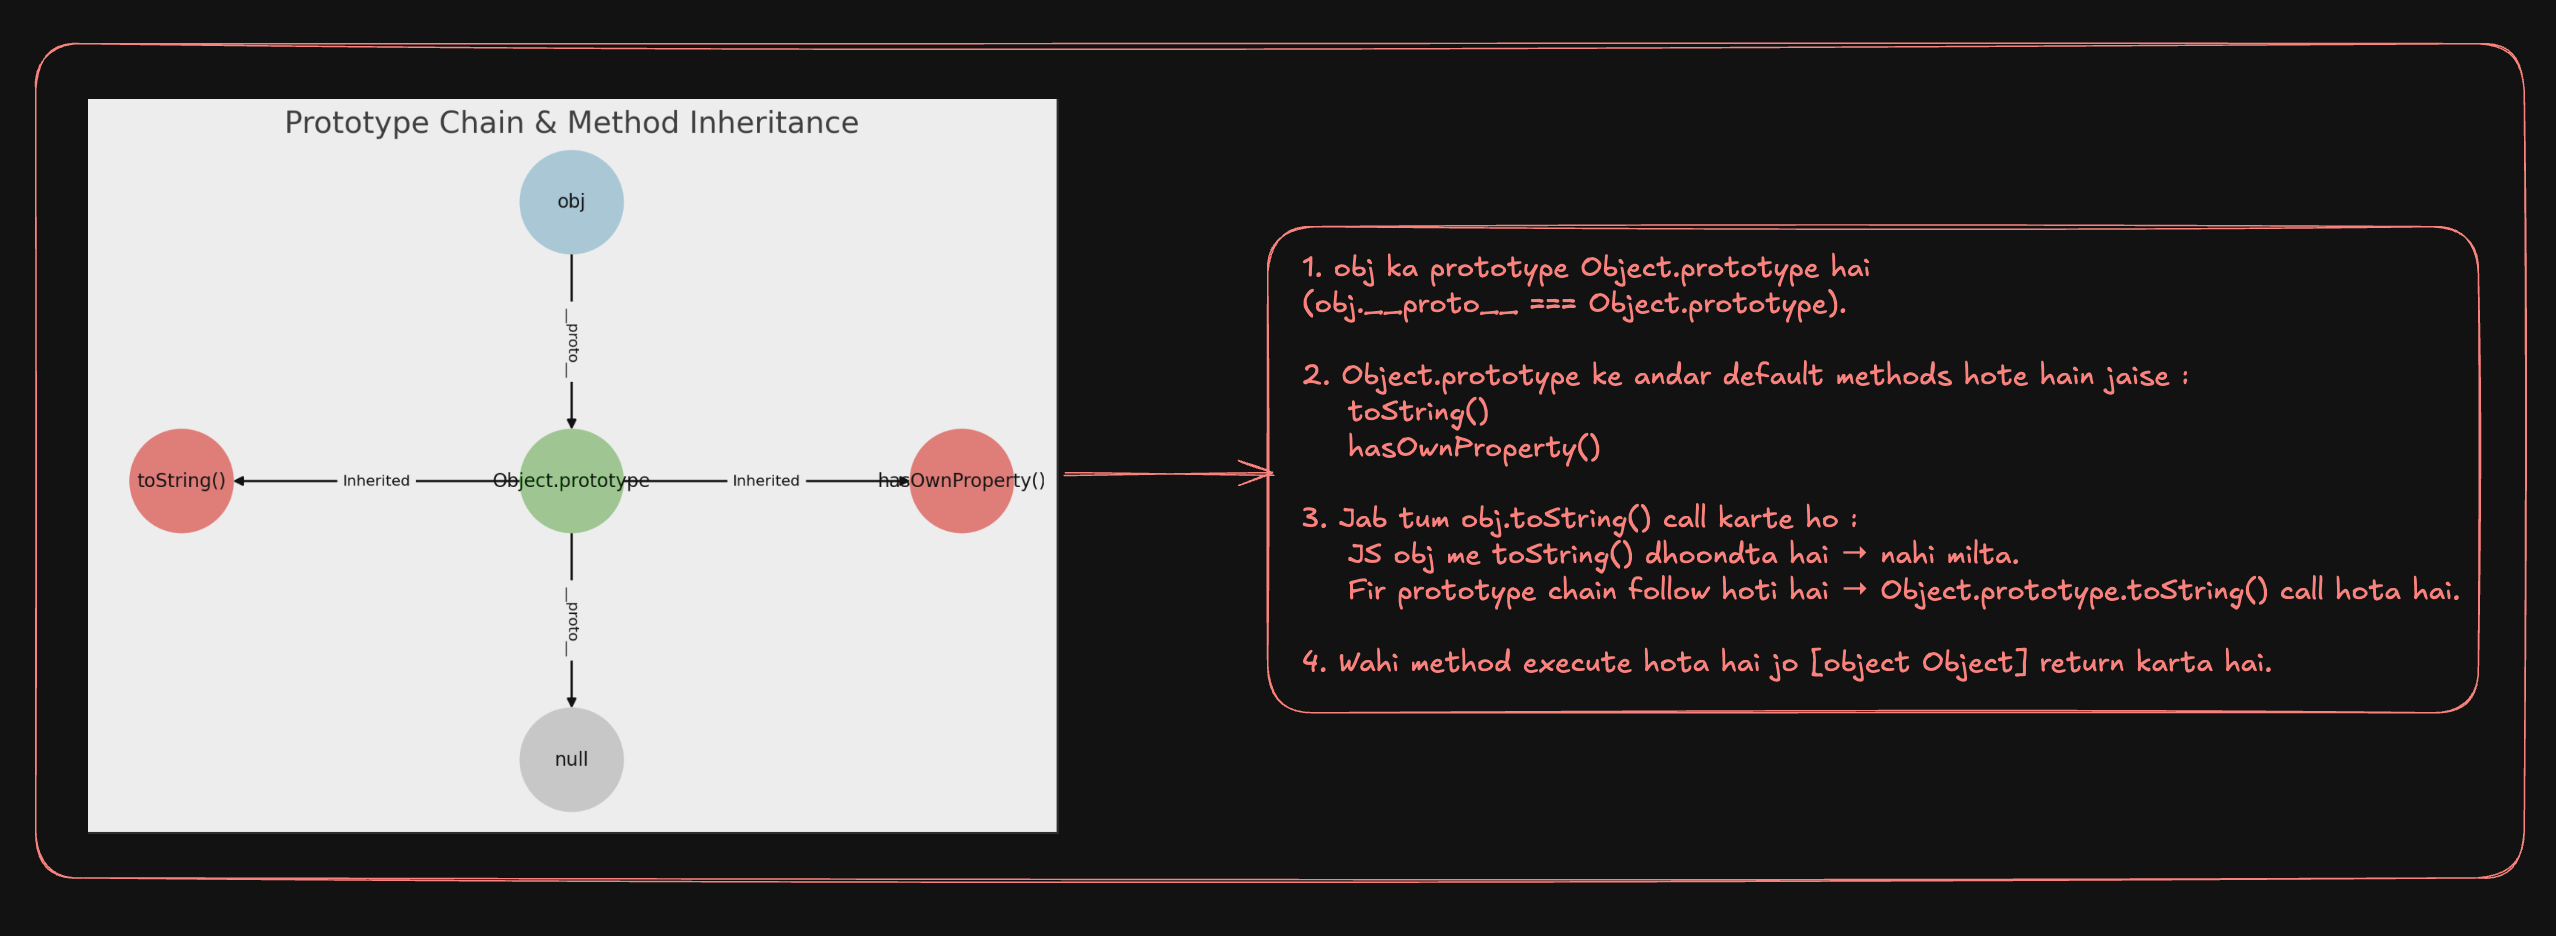 Prototype Chain & Method Inheritance
obj
__proto__
toString()
Inherited
Object.prototype
Inherited
hasOwnProperty()
__proto__
null
1. obj ka prototype Object.prototype hai
(obj.__proto__ === Object.prototype).
2. Object.prototype ke andar default methods hote hain jaise :
toString()
hasOwnProperty()
3. Jab tum obj.toString() call karte ho :
JS obj me toString() dhoondta hai → nahi milta.
Fir prototype chain follow hoti hai → Object.prototype.toString() call hota hai.
4. Wahi method execute hota hai jo [object Object] return karta hai.